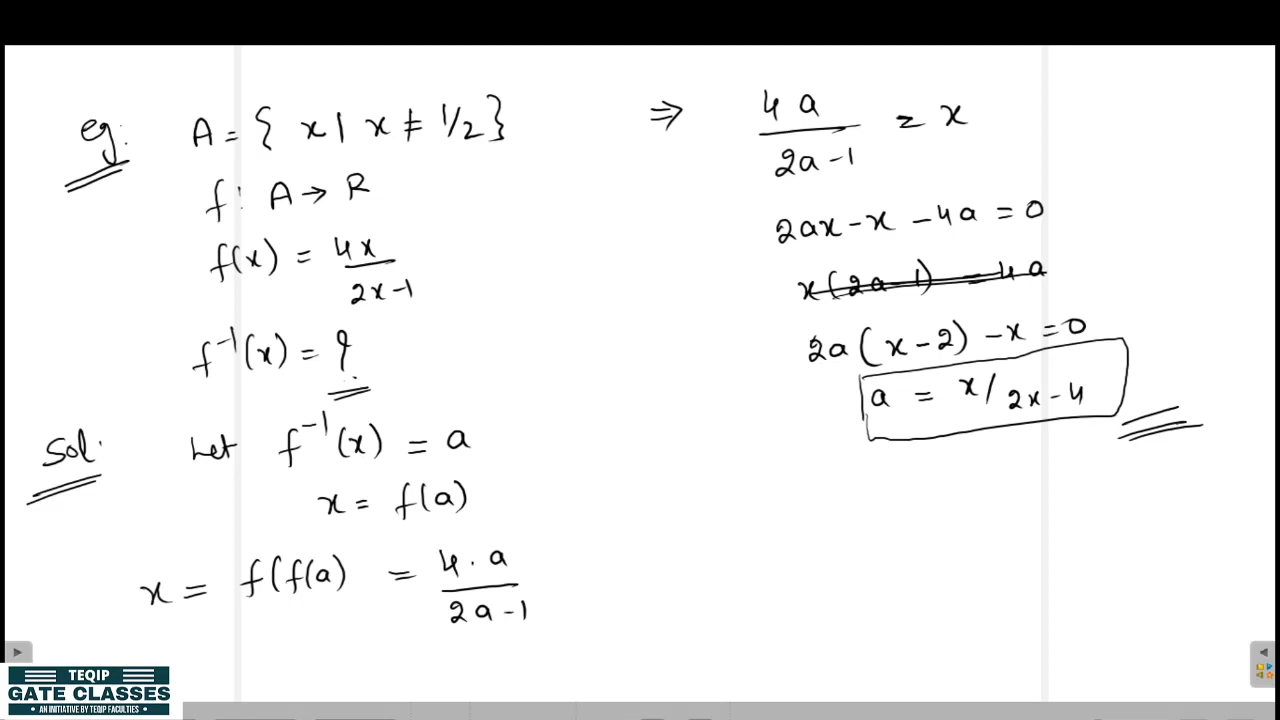 eg: A = { x | x ≠ 1/2 }
f: A → R
f(x) = 4x / 2x-1
f⁻¹(x) = ?
Sol: Let f⁻¹(x) = a
x = f(a)
x = f(f(a) = 4.a / 2a-1
⇒ 4a / 2a-1 = x
2ax - x - 4a = 0
x(2a-1) = 4a
2a(x-2) - x = 0
a = x/2x-4
TEQIP
GATE CLASSES
• AN INITIATIVE BY TEQIP FACULTIES •